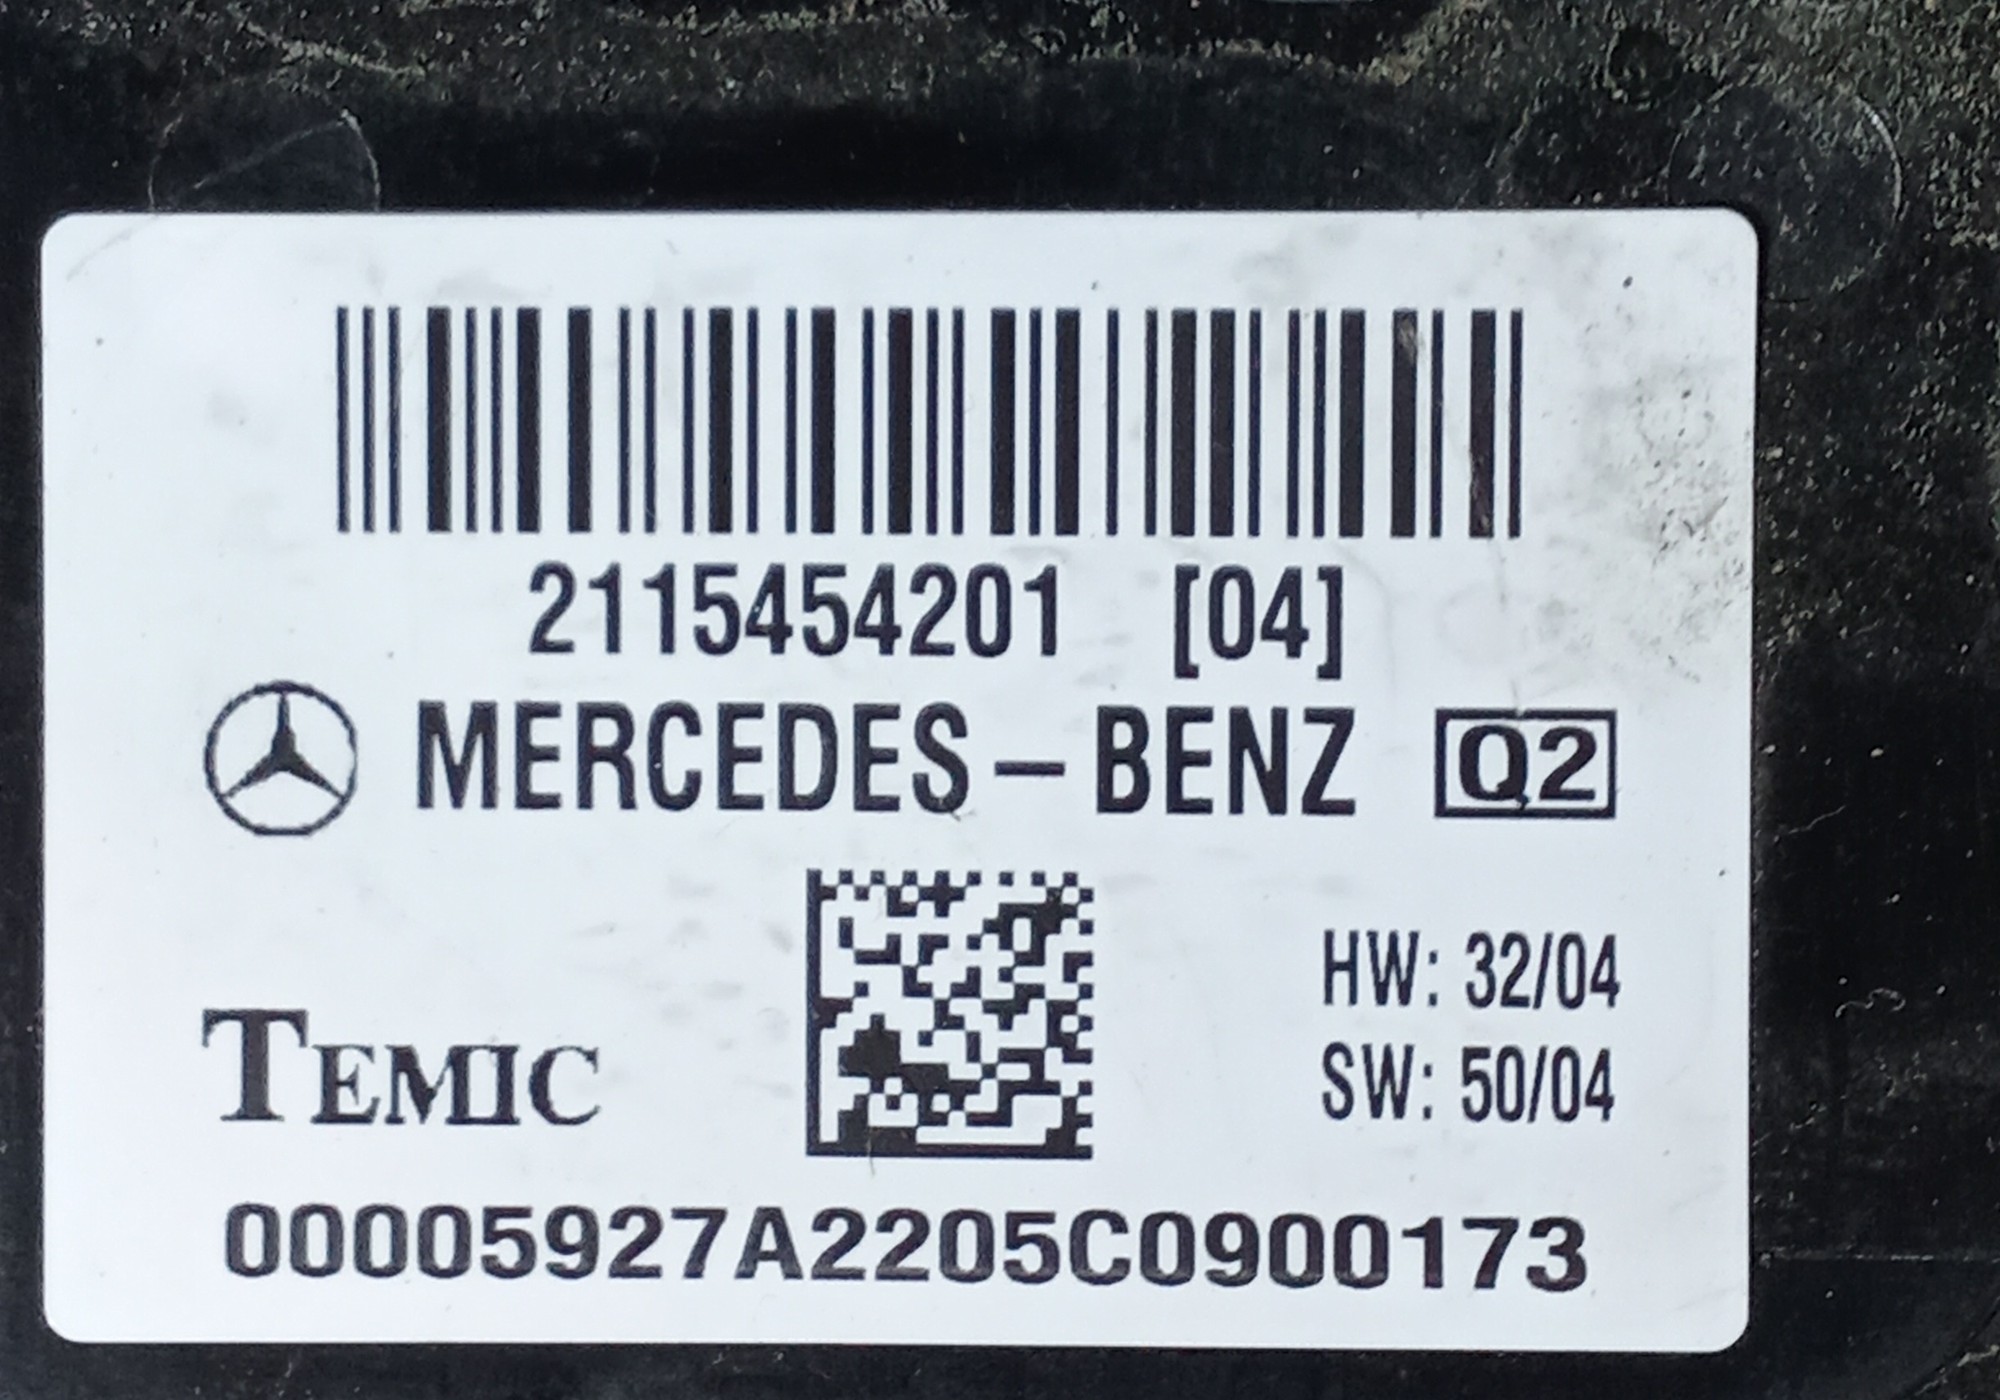 2115454201 [04]
MERCEDES-BENZ Q2
HW: 32/04
SW: 50/04
TEMIC
00005927A2205C0900173